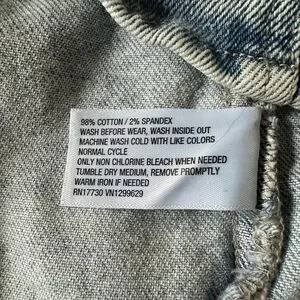 98% COTTON / 2% SPANDEX
WASH BEFORE WEAR, WASH INSIDE OUT
MACHINE WASH COLD WITH LIKE COLORS
NORMAL CYCLE
ONLY NON CHLORINE BLEACH WHEN NEEDED
TUMBLE DRY MEDIUM, REMOVE PROMPTLY
WARM IRON IF NEEDED
RN17730 VN1299629